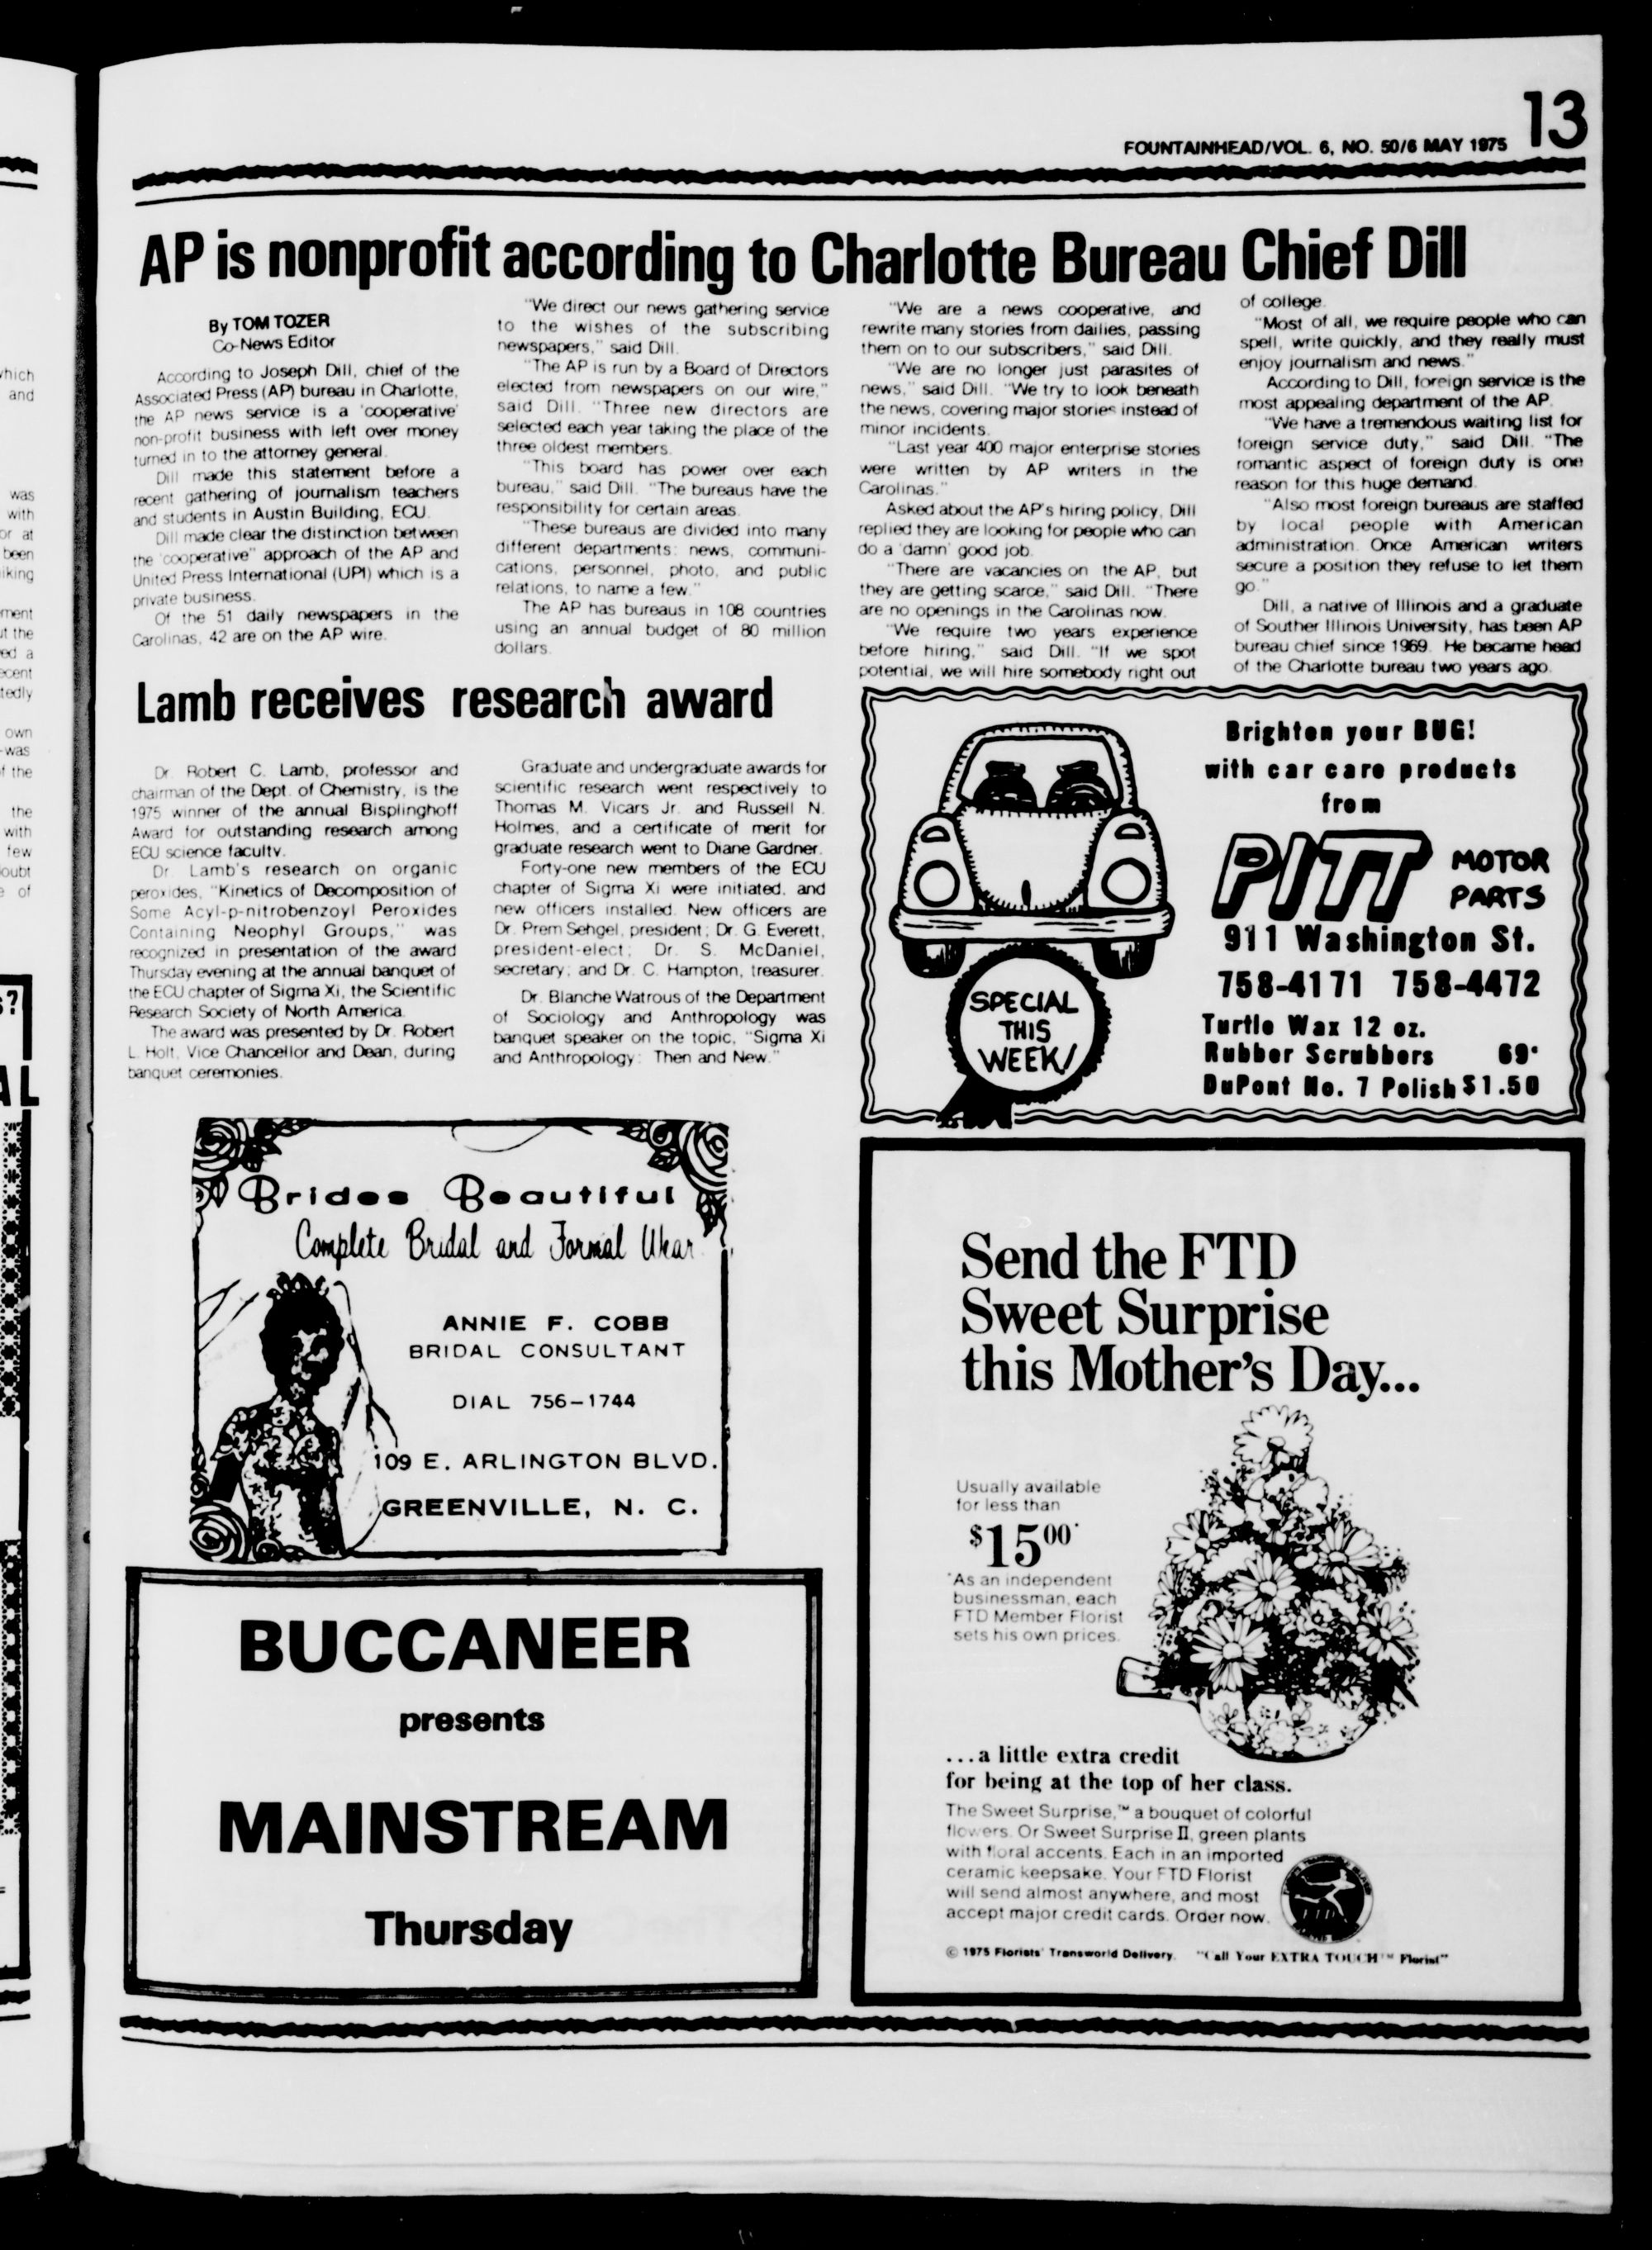 FOUNTAINHEAD/VOL. 6, NO. 50/6 MAY 1975 13
AP is nonprofit according to Charlotte Bureau Chief Dill
By TOM TOZER
Co-News Editor
According to Joseph Dill, chief of the
Associated Press (AP) bureau in Charlotte,
the AP news service is a 'cooperative'
non-profit business with left over money
turned in to the attorney general.
Dill made this statement before a
recent gathering of journalism teachers
and students in Austin Building, ECU.
Dill made clear the distinction between
the 'cooperative" approach of the AP and
United Press International (UPI) which is a
private business.
Of the 51 daily newspapers in the
Carolinas, 42 are on the AP wire.
"We direct our news gathering service
to the wishes of the subscribing
newspapers," said Dill.
"The AP is run by a Board of Directors
elected from newspapers on our wire,"
said Dill. "Three new directors are
selected each year taking the place of the
three oldest members.
"This board has power over each
bureau," said Dill. "The bureaus have the
responsibility for certain areas.
"These bureaus are divided into many
different departments: news, communi-
cations, personnel, photo, and public
relations, to name a few."
The AP has bureaus in 108 countries
using an annual budget of 80 million
dollars.
"We are a news cooperative, and
rewrite many stories from dailies, passing
them on to our subscribers," said Dill.
"We are no longer just parasites of
news," said Dill. "We try to look beneath
the news, covering major stories instead of
minor incidents.
"Last year 400 major enterprise stories
were written by AP writers in the
Carolinas."
Asked about the AP's hiring policy, Dill
replied they are looking for people who can
do a 'damn' good job.
"There are vacancies on the AP, but
they are getting scarce," said Dill. "There
are no openings in the Carolinas now.
"We require two years experience
before hiring," said Dill. "If we spot
potential, we will hire somebody right out
of college.
"Most of all, we require people who can
spell, write quickly, and they really must
enjoy journalism and news."
According to Dill, foreign service is the
most appealing department of the AP.
"We have a tremendous waiting list for
foreign service duty," said Dill. "The
romantic aspect of foreign duty is one
reason for this huge demand.
"Also most foreign bureaus are staffed
by local people with American
administration. Once American writers
secure a position they refuse to let them
go."
Dill, a native of Illinois and a graduate
of Souther Illinois University, has been AP
bureau chief since 1969. He became head
of the Charlotte bureau two years ago.
Lamb receives research award
Dr. Robert C. Lamb, professor and
chairman of the Dept. of Chemistry, is the
1975 winner of the annual Bisplinghoff
Award for outstanding research among
ECU science faculty.
Dr. Lamb's research on organic
peroxides, "Kinetics of Decomposition of
Some Acyl-p-nitrobenzoyl Peroxides
Containing Neophyl Groups," was
recognized in presentation of the award
Thursday evening at the annual banquet of
the ECU chapter of Sigma Xi, the Scientific
Research Society of North America.
The award was presented by Dr. Robert
L. Holt, Vice Chancellor and Dean, during
banquet ceremonies.
Graduate and undergraduate awards for
scientific research went respectively to
Thomas M. Vicars Jr. and Russell N.
Holmes, and a certificate of merit for
graduate research went to Diane Gardner.
Forty-one new members of the ECU
chapter of Sigma Xi were initiated, and
new officers installed. New officers are
Dr. Prem Sehgel, president; Dr. G. Everett,
president-elect; Dr. S. McDaniel,
secretary; and Dr. C. Hampton, treasurer.
Dr. Blanche Watrous of the Department
of Sociology and Anthropology was
banquet speaker on the topic, "Sigma Xi
and Anthropology: Then and New."
Brighten your BUG!
with car care products
from
PITT MOTOR
PARTS
911 Washington St.
758-4171 758-4472
SPECIAL
THIS
WEEK!
Turtle Wax 12 oz.
Rubber Scrubbers 69¢
DuPont No. 7 Polish $1.50
Brides Beautiful
Complete Bridal and Formal Wear
ANNIE F. COBB
BRIDAL CONSULTANT
DIAL 756-1744
109 E. ARLINGTON BLVD.
GREENVILLE, N. C.
BUCCANEER
presents
MAINSTREAM
Thursday
Send the FTD
Sweet Surprise
this Mother's Day...
Usually available
for less than
$15.00*
*As an independent
businessman, each
FTD Member Florist
sets his own prices.
...a little extra credit
for being at the top of her class.
The Sweet Surprise,™ a bouquet of colorful
flowers. Or Sweet Surprise II, green plants
with floral accents. Each in an imported
ceramic keepsake. Your FTD Florist
will send almost anywhere, and most
accept major credit cards. Order now.
© 1975 Florists' Transworld Delivery. "Call Your EXTRA TOUCH™ Florist"